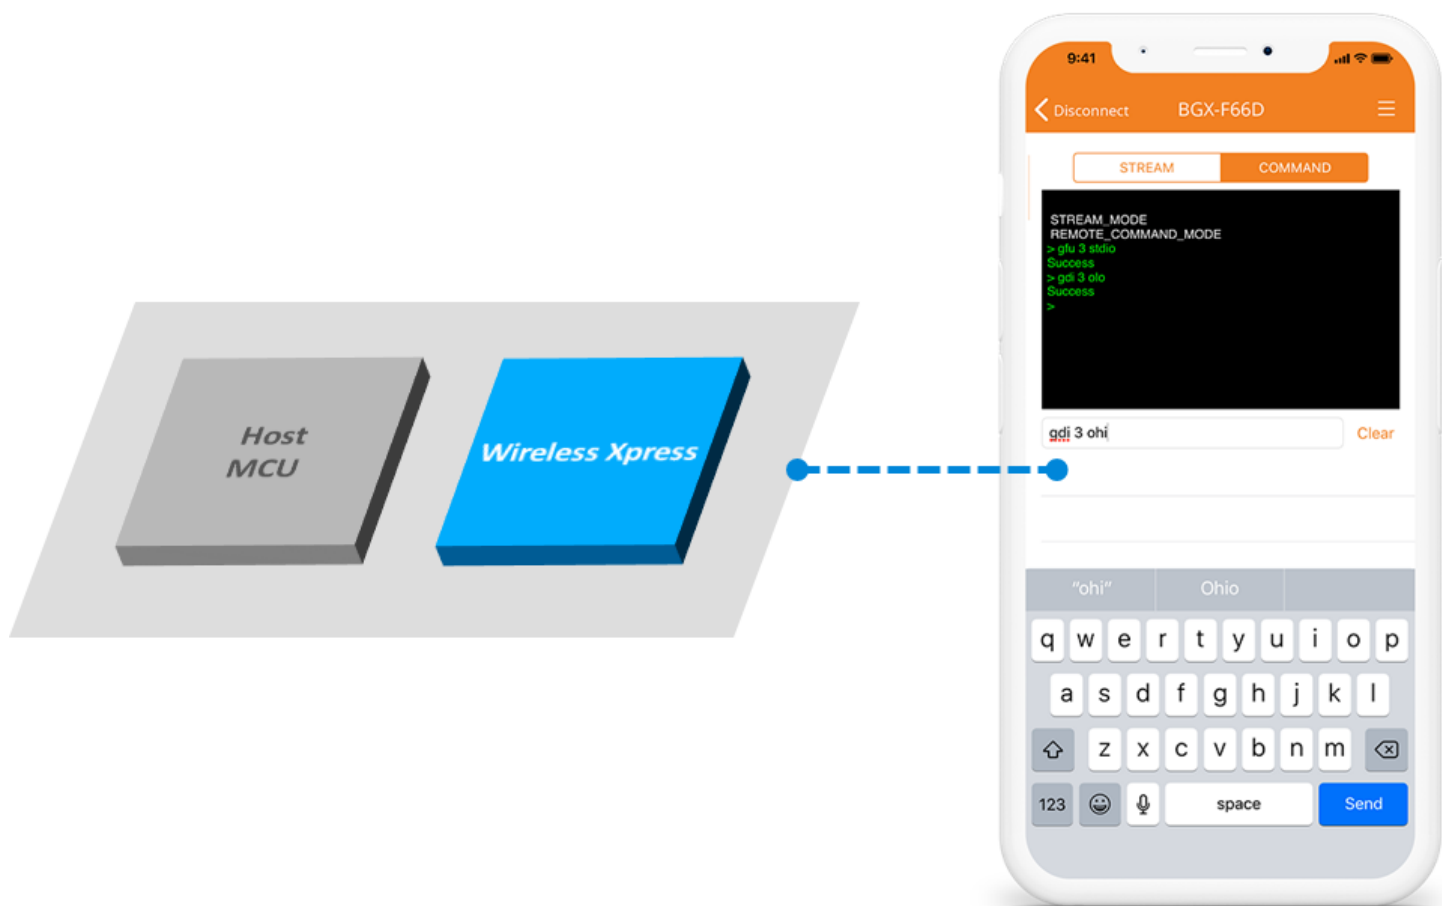 9:41
Disconnect BGX-F66D
STREAM COMMAND
STREAM_MODE
REMOTE_COMMAND_MODE
> gfu 3 stdio
Success
> gdi 3 olo
Success
>
gdi 3 ohi Clear
Host
MCU
Wireless Xpress
"ohi" Ohio
q w e r t y u i o p
a s d f g h j k l
z x c v b n m
123 space Send